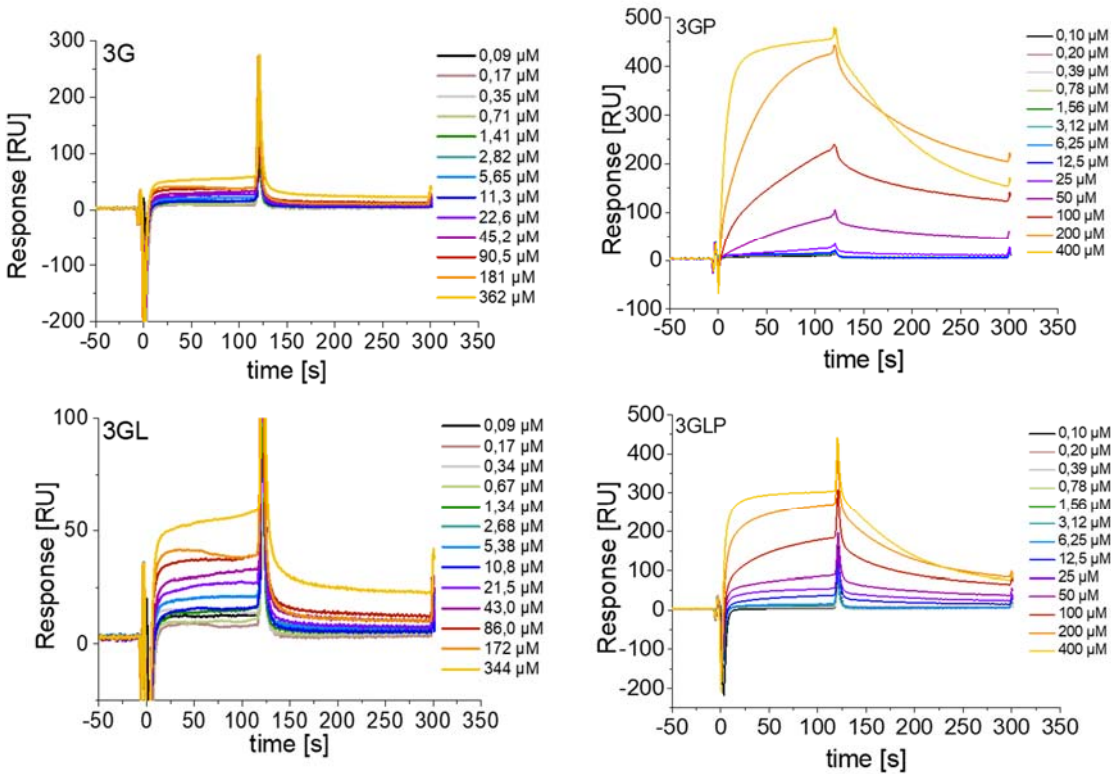 3G
300
200
100
0
-100
-200
Response [RU]
-50 0 50 100 150 200 250 300 350
time [s]
0,09 µM
0,17 µM
0,35 µM
0,71 µM
1,41 µM
2,82 µM
5,65 µM
11,3 µM
22,6 µM
45,2 µM
90,5 µM
181 µM
362 µM
3GP
500
400
300
200
100
0
-100
Response [RU]
-50 0 50 100 150 200 250 300 350
time [s]
0,10 µM
0,20 µM
0,39 µM
0,78 µM
1,56 µM
3,12 µM
6,25 µM
12,5 µM
25 µM
50 µM
100 µM
200 µM
400 µM
3GL
100
50
0
Response [RU]
-50 0 50 100 150 200 250 300 350
time [s]
0,09 µM
0,17 µM
0,34 µM
0,67 µM
1,34 µM
2,68 µM
5,38 µM
10,8 µM
21,5 µM
43,0 µM
86,0 µM
172 µM
344 µM
3GLP
500
400
300
200
100
0
-100
-200
Response [RU]
-50 0 50 100 150 200 250 300 350
time [s]
0,10 µM
0,20 µM
0,39 µM
0,78 µM
1,56 µM
3,12 µM
6,25 µM
12,5 µM
25 µM
50 µM
100 µM
200 µM
400 µM